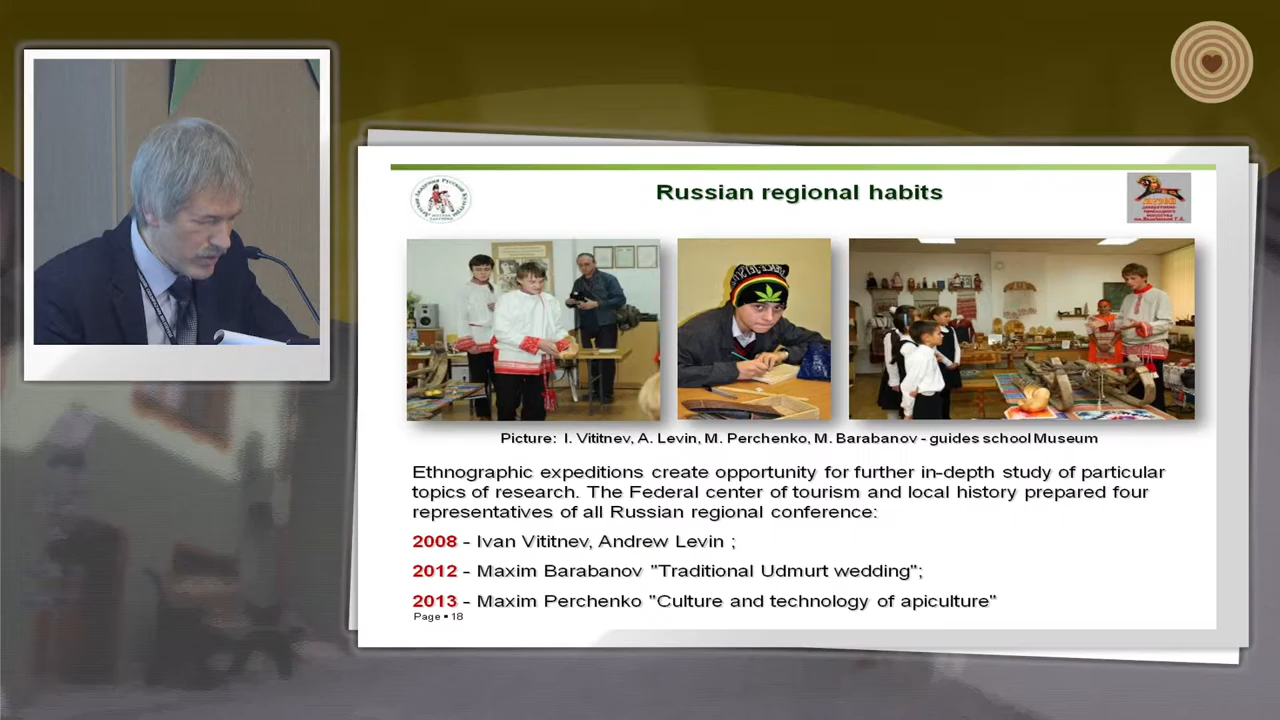 Russian regional habits
Picture: I. Vititnev, A. Levin, M. Perchenko, M. Barabanov - guides school Museum
Ethnographic expeditions create opportunity for further in-depth study of particular
topics of research. The Federal center of tourism and local history prepared four
representatives of all Russian regional conference:
2008 - Ivan Vititnev, Andrew Levin ;
2012 - Maxim Barabanov "Traditional Udmurt wedding";
2013 - Maxim Perchenko "Culture and technology of apiculture"
Page ▪ 18